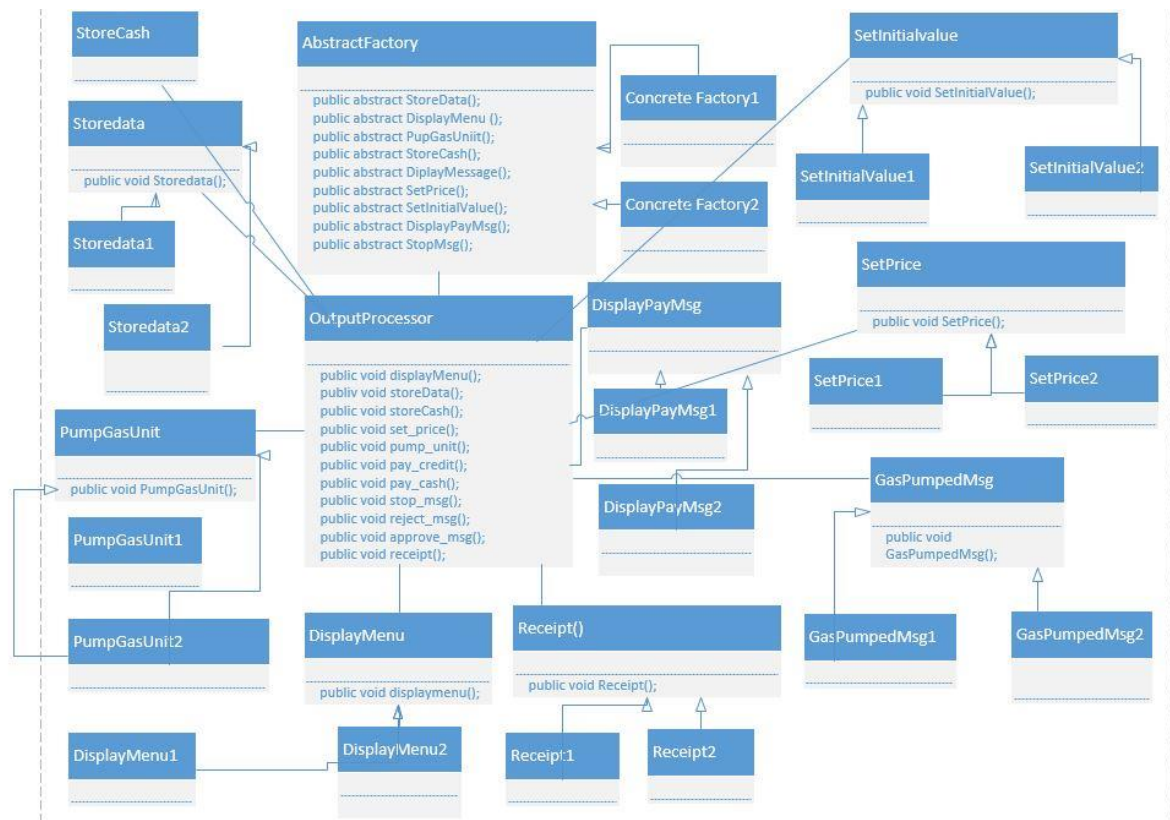 StoreCash
AbstractFactory
public abstract StoreData();
public abstract DisplayMenu ();
public abstract PupGasUniit();
public abstract StoreCash();
public abstract DiplayMessage();
public abstract SetPrice();
public abstract SetInitialValue();
public abstract DisplayPayMsg();
public abstract StopMsg();
Concrete Factory1
Concrete Factory2
SetInitialvalue
public void SetInitialValue();
SetInitialValue1
SetInitialValue2
Storedata
public void Storedata();
Storedata1
Storedata2
SetPrice
public void SetPrice();
SetPrice1
SetPrice2
OutputProcessor
public void displayMenu();
publiv void storeData();
public void storeCash();
public void set_price();
public void pump_unit();
public void pay_credit();
public void pay_cash();
public void stop_msg();
public void reject_msg();
public void approve_msg();
public void receipt();
DisplayPayMsg
DisplayPayMsg1
DisplayPayMsg2
PumpGasUnit
public void PumpGasUnit();
PumpGasUnit1
PumpGasUnit2
GasPumpedMsg
public void
GasPumpedMsg();
GasPumpedMsg1
GasPumpedMsg2
DisplayMenu
public void displaymenu();
DisplayMenu1
DisplayMenu2
Receipt()
public void Receipt();
Receipt1
Receipt2